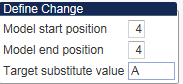 Define Change
Model start position 4
Model end position 4
Target substitute value A